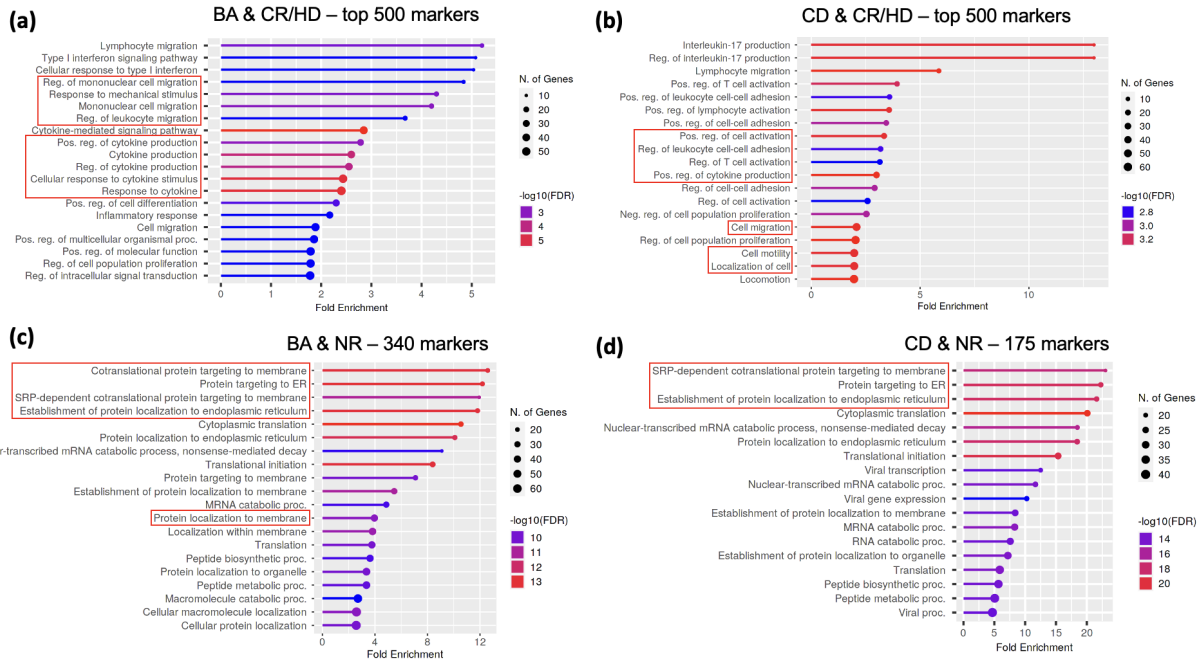 (a)
BA & CR/HD – top 500 markers
Lymphocyte migration
Type I interferon signaling pathway
Cellular response to type I interferon
Reg. of mononuclear cell migration
Response to mechanical stimulus
Mononuclear cell migration
Reg. of leukocyte migration
Cytokine-mediated signaling pathway
Pos. reg. of cytokine production
Cytokine production
Reg. of cytokine production
Cellular response to cytokine stimulus
Response to cytokine
Pos. reg. of cell differentiation
Inflammatory response
Cell migration
Pos. reg. of multicellular organismal proc.
Pos. reg. of molecular function
Reg. of cell population proliferation
Reg. of intracellular signal transduction
0 1 2 3 4 5
Fold Enrichment
N. of Genes
10
20
30
40
50
-log10(FDR)
3
4
5
(b)
CD & CR/HD – top 500 markers
Interleukin-17 production
Reg. of interleukin-17 production
Lymphocyte migration
Pos. reg. of T cell activation
Pos. reg. of leukocyte cell-cell adhesion
Pos. reg. of lymphocyte activation
Pos. reg. of cell-cell adhesion
Pos. reg. of cell activation
Reg. of leukocyte cell-cell adhesion
Reg. of T cell activation
Pos. reg. of cytokine production
Reg. of cell-cell adhesion
Reg. of cell activation
Neg. reg. of cell population proliferation
Cell migration
Reg. of cell population proliferation
Cell motility
Localization of cell
Locomotion
0 5 10
Fold Enrichment
N. of Genes
10
20
30
40
50
60
-log10(FDR)
2.8
3.0
3.2
(c)
BA & NR – 340 markers
Cotranslational protein targeting to membrane
Protein targeting to ER
SRP-dependent cotranslational protein targeting to membrane
Establishment of protein localization to endoplasmic reticulum
Cytoplasmic translation
Protein localization to endoplasmic reticulum
r-transcribed mRNA catabolic process, nonsense-mediated decay
Translational initiation
Protein targeting to membrane
Establishment of protein localization to membrane
MRNA catabolic proc.
Protein localization to membrane
Localization within membrane
Translation
Peptide biosynthetic proc.
Protein localization to organelle
Peptide metabolic proc.
Macromolecule catabolic proc.
Cellular macromolecule localization
Cellular protein localization
0 4 8 12
Fold Enrichment
N. of Genes
20
30
40
50
60
-log10(FDR)
10
11
12
13
(d)
CD & NR – 175 markers
SRP-dependent cotranslational protein targeting to membrane
Protein targeting to ER
Establishment of protein localization to endoplasmic reticulum
Cytoplasmic translation
Nuclear-transcribed mRNA catabolic process, nonsense-mediated decay
Protein localization to endoplasmic reticulum
Translational initiation
Viral transcription
Nuclear-transcribed mRNA catabolic proc.
Viral gene expression
Establishment of protein localization to membrane
MRNA catabolic proc.
RNA catabolic proc.
Establishment of protein localization to organelle
Translation
Peptide biosynthetic proc.
Peptide metabolic proc.
Viral proc.
0 5 10 15 20
Fold Enrichment
N. of Genes
20
25
30
35
40
-log10(FDR)
14
16
18
20